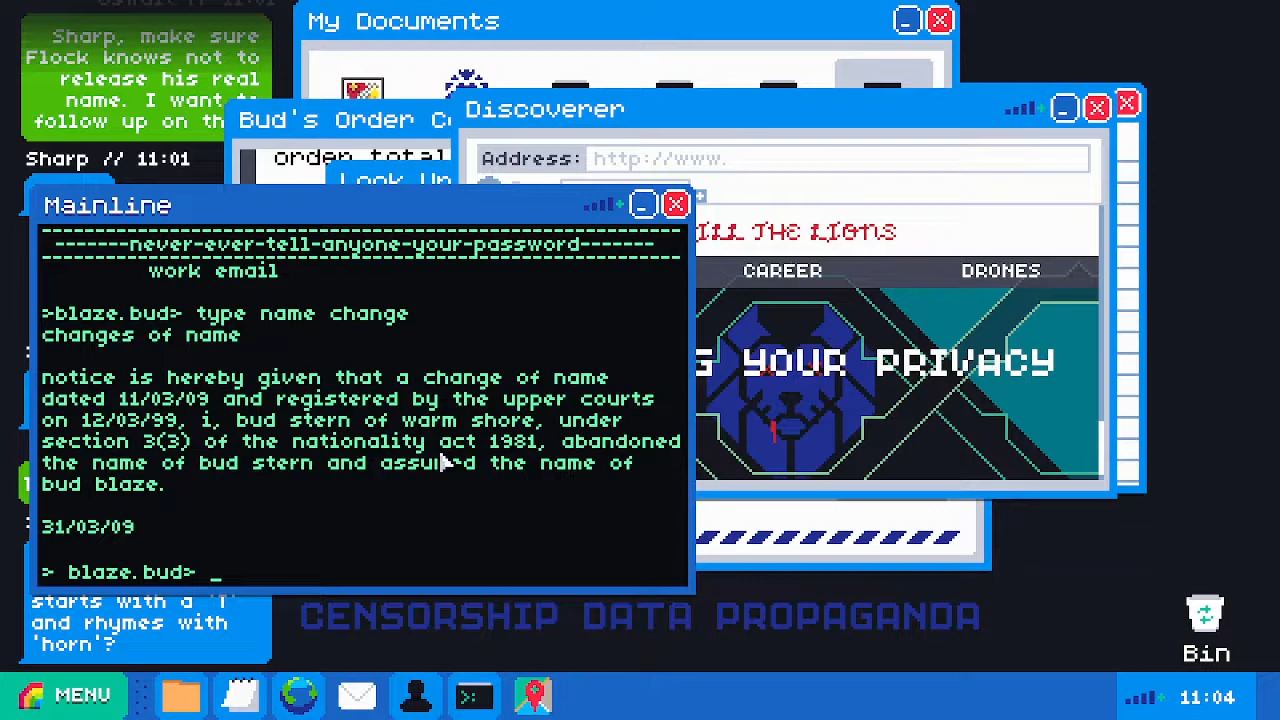 Sharp, make sure
Flock knows not to
release his real
name. I want to
follow up on th
Sharp // 11:01
starts with a 'T'
and rhymes with
'horn'?
My Documents
Bud's Order
order total
Look Up
Discoverer
Address: http://www.
ILL THE LIONS
CAREER DRONES
G YOUR PRIVACY
Mainline
-------never-ever-tell-anyone-your-password-------
work email
>blaze.bud> type name change
changes of name
notice is hereby given that a change of name
dated 11/03/09 and registered by the upper courts
on 12/03/99, i, bud stern of warm shore, under
section 3(3) of the nationality act 1981, abandoned
the name of bud stern and assumed the name of
bud blaze.
31/03/09
> blaze.bud> _
CENSORSHIP DATA PROPAGANDA
Bin
MENU
11:04